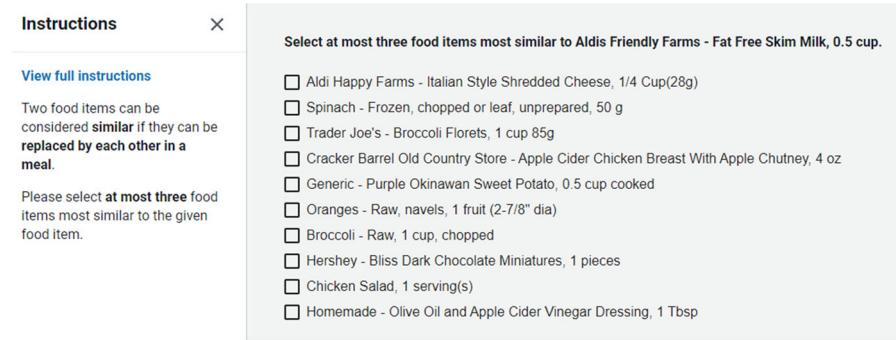 Instructions
View full instructions
Two food items can be
considered similar if they can be
replaced by each other in a
meal.
Please select at most three food
items most similar to the given
food item.
Select at most three food items most similar to Aldis Friendly Farms - Fat Free Skim Milk, 0.5 cup.
Aldi Happy Farms - Italian Style Shredded Cheese, 1/4 Cup(28g)
Spinach - Frozen, chopped or leaf, unprepared, 50 g
Trader Joe's - Broccoli Florets, 1 cup 85g
Cracker Barrel Old Country Store - Apple Cider Chicken Breast With Apple Chutney, 4 oz
Generic - Purple Okinawan Sweet Potato, 0.5 cup cooked
Oranges - Raw, navels, 1 fruit (2-7/8" dia)
Broccoli - Raw, 1 cup, chopped
Hershey - Bliss Dark Chocolate Miniatures, 1 pieces
Chicken Salad, 1 serving(s)
Homemade - Olive Oil and Apple Cider Vinegar Dressing, 1 Tbsp